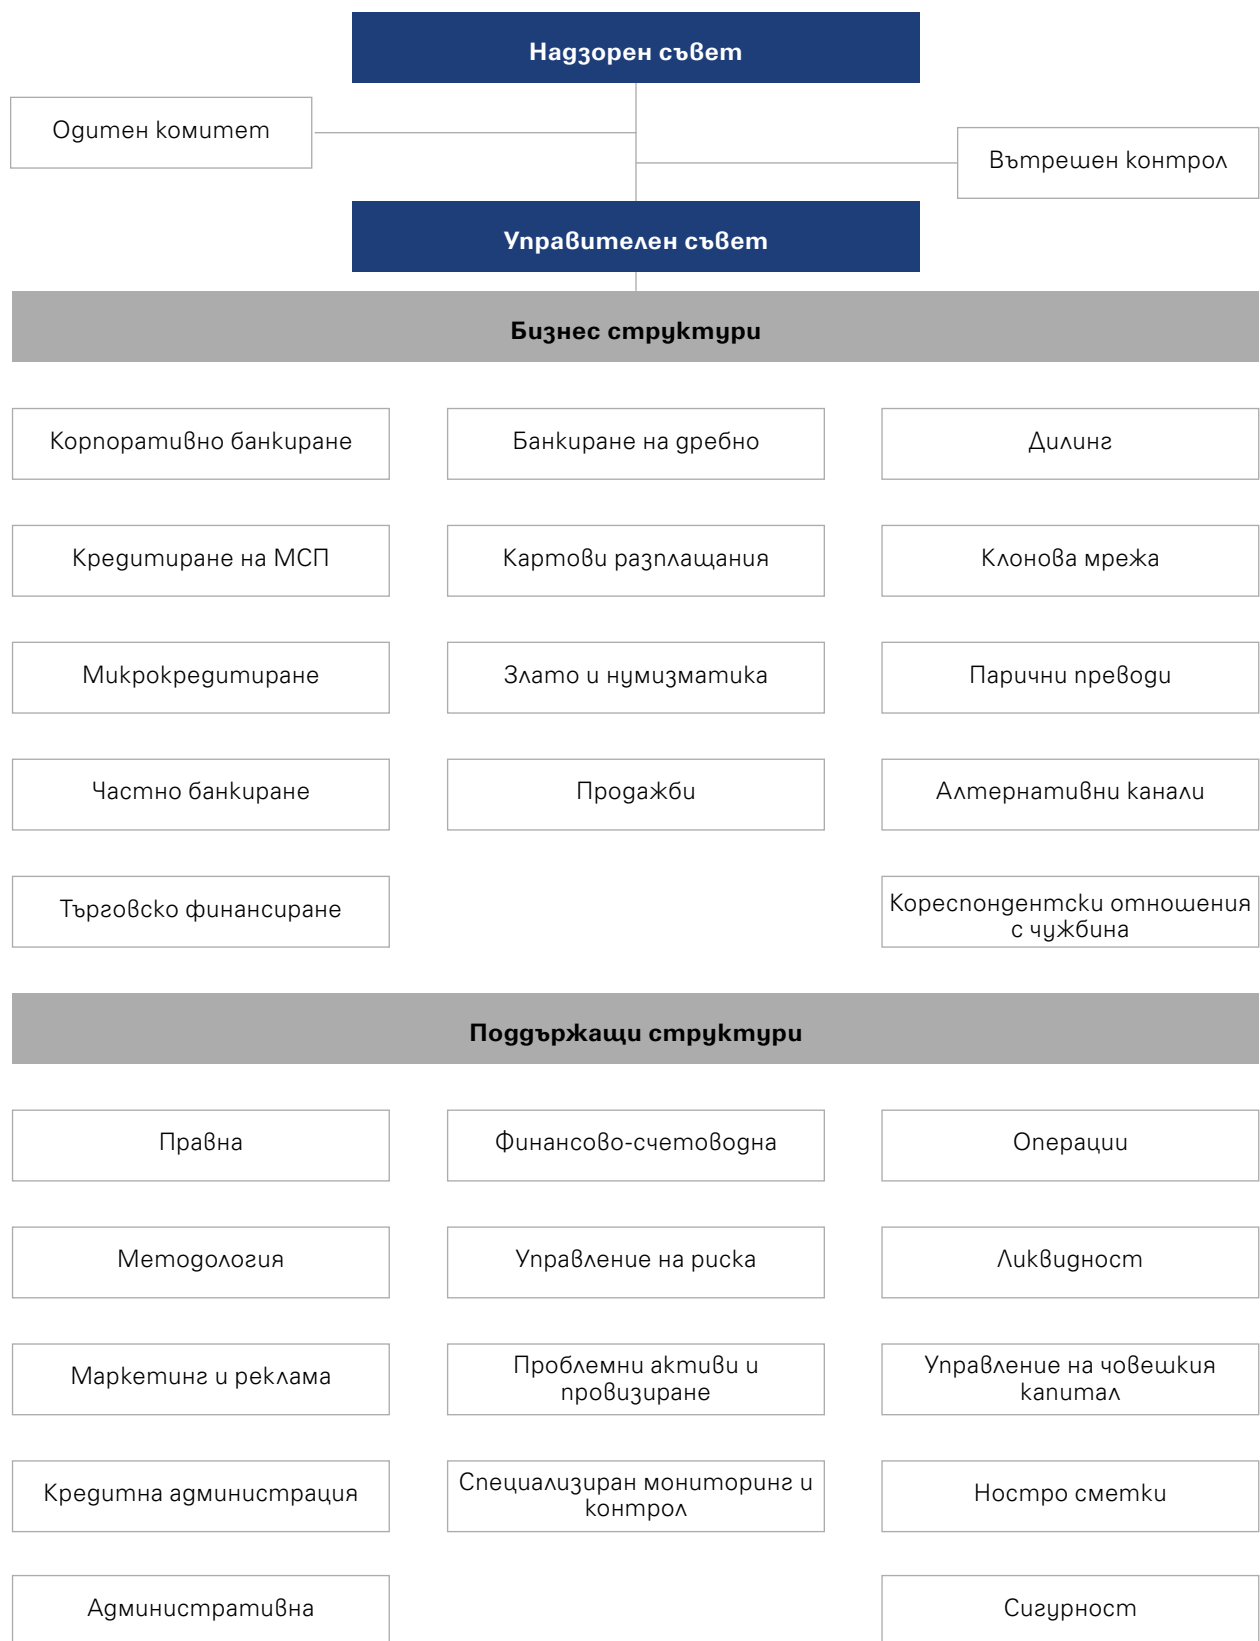 Надзорен съвет
Одитен комитет
Вътрешен контрол
Управителен съвет
Бизнес структури
Корпоративно банкиране
Банкиране на дребно
Дилинг
Кредитиране на МСП
Картови разплащания
Клонова мрежа
Микрокредитиране
Злато и нумизматика
Парични преводи
Частно банкиране
Продажби
Алтернативни канали
Търговско финансиране
Кореспондентски отношения
с чужбина
Поддържащи структури
Правна
Финансово-счетоводна
Операции
Методология
Управление на риска
Ликвидност
Маркетинг и реклама
Проблемни активи и
провизиране
Управление на човешкия
капитал
Кредитна администрация
Специализиран мониторинг и
контрол
Ностро сметки
Административна
Сигурност